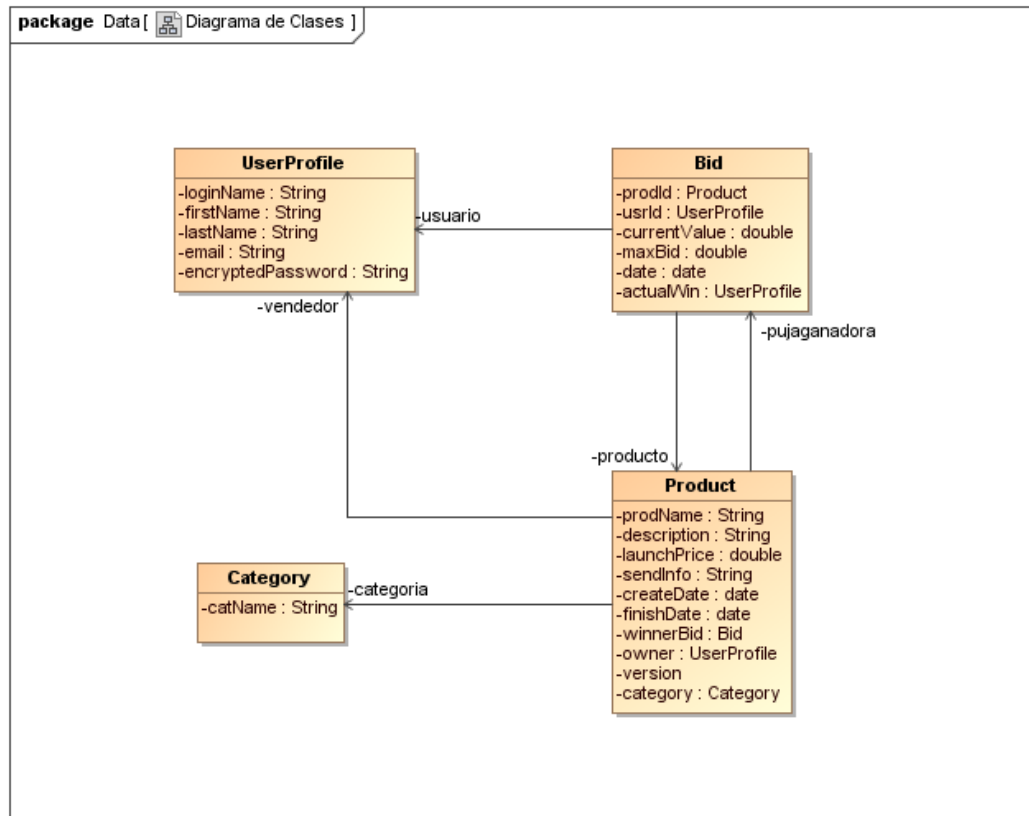 package Data [ Diagrama de Clases ]
UserProfile
-loginName : String
-firstName : String
-lastName : String
-email : String
-encryptedPassword : String
-usuario
Bid
-prodId : Product
-usrId : UserProfile
-currentValue : double
-maxBid : double
-date : date
-actualWin : UserProfile
-vendedor
-pujaganadora
-producto
Product
-prodName : String
-description : String
-launchPrice : double
-sendInfo : String
-createDate : date
-finishDate : date
-winnerBid : Bid
-owner : UserProfile
-version
-category : Category
Category
-catName : String
-categoria